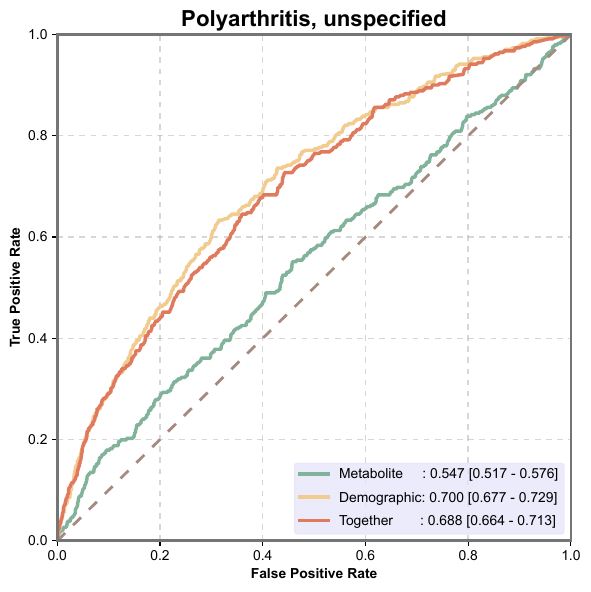 Polyarthritis, unspecified
1.0
0.8
0.6
0.4
0.2
0.0
True Positive Rate
Metabolite : 0.547 [0.517 - 0.576]
Demographic: 0.700 [0.677 - 0.729]
Together : 0.688 [0.664 - 0.713]
0.0 0.2 0.4 0.6 0.8 1.0
False Positive Rate